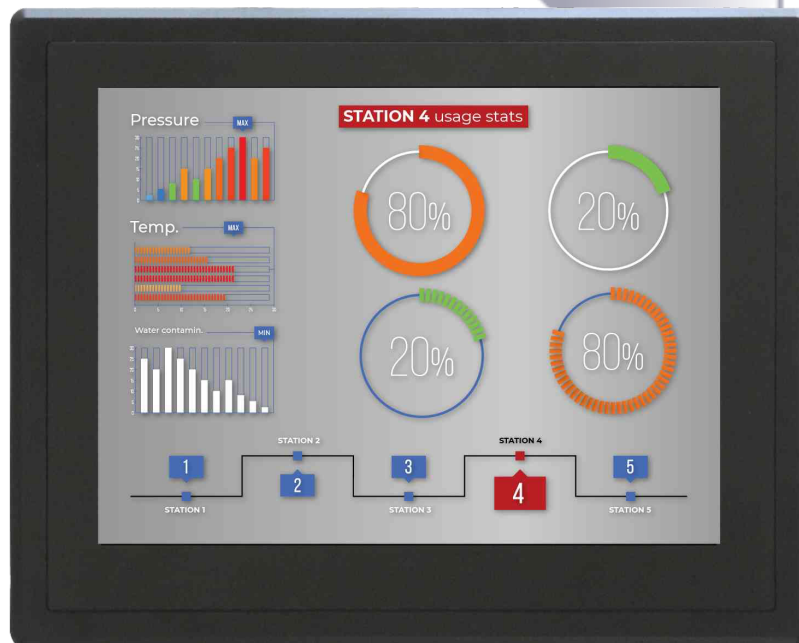 Pressure
MAX
STATION 4 usage stats
80%
20%
Temp.
MAX
Water contamin.
MIN
20%
80%
STATION 2
STATION 4
1
3
5
2
4
STATION 1
STATION 3
STATION 5